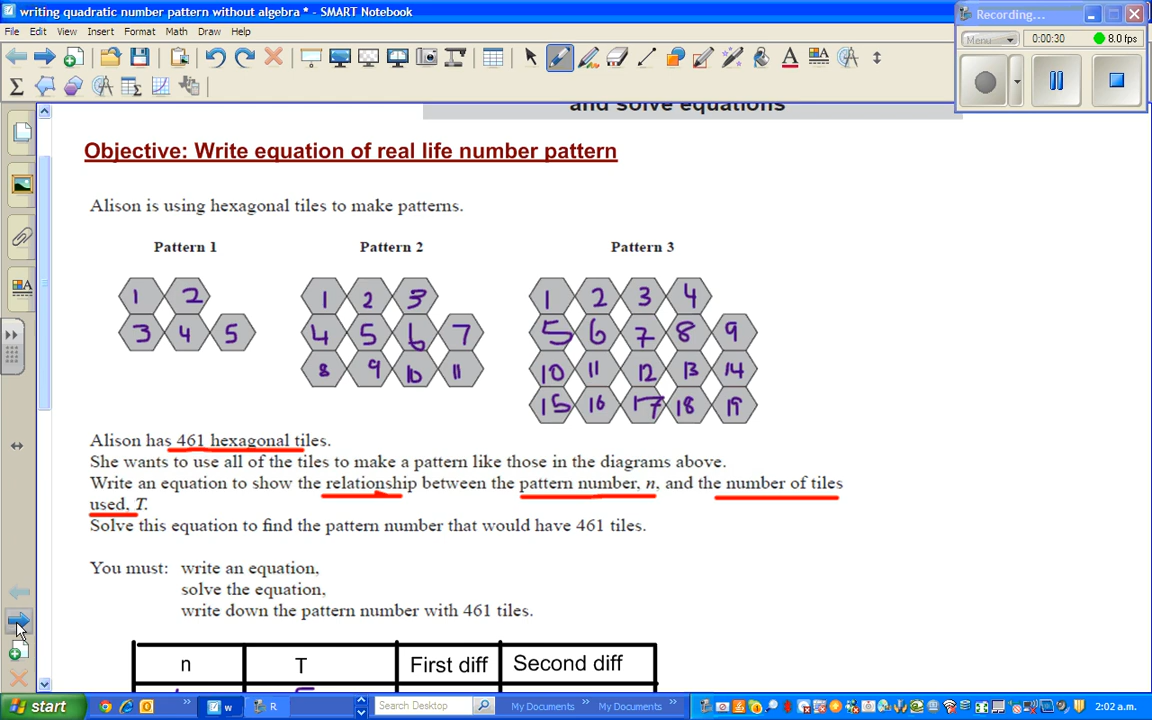 writing quadratic number pattern without algebra * - SMART Notebook
Recording...
File Edit View Insert Format Math Draw Help
Menu 0:00:30 8.0 fps
and solve equations
Objective: Write equation of real life number pattern
Alison is using hexagonal tiles to make patterns.
Pattern 1 Pattern 2 Pattern 3
1 2 1 2 3 1 2 3 4
3 4 5 4 5 6 7 5 6 7 8 9
8 9 10 11 10 11 12 13 14
15 16 17 18 19
Alison has 461 hexagonal tiles.
She wants to use all of the tiles to make a pattern like those in the diagrams above.
Write an equation to show the relationship between the pattern number, n, and the number of tiles
used, T.
Solve this equation to find the pattern number that would have 461 tiles.
You must: write an equation,
solve the equation,
write down the pattern number with 461 tiles.
n T First diff Second diff
start w R Search Desktop My Documents My Documents 2:02 a.m.